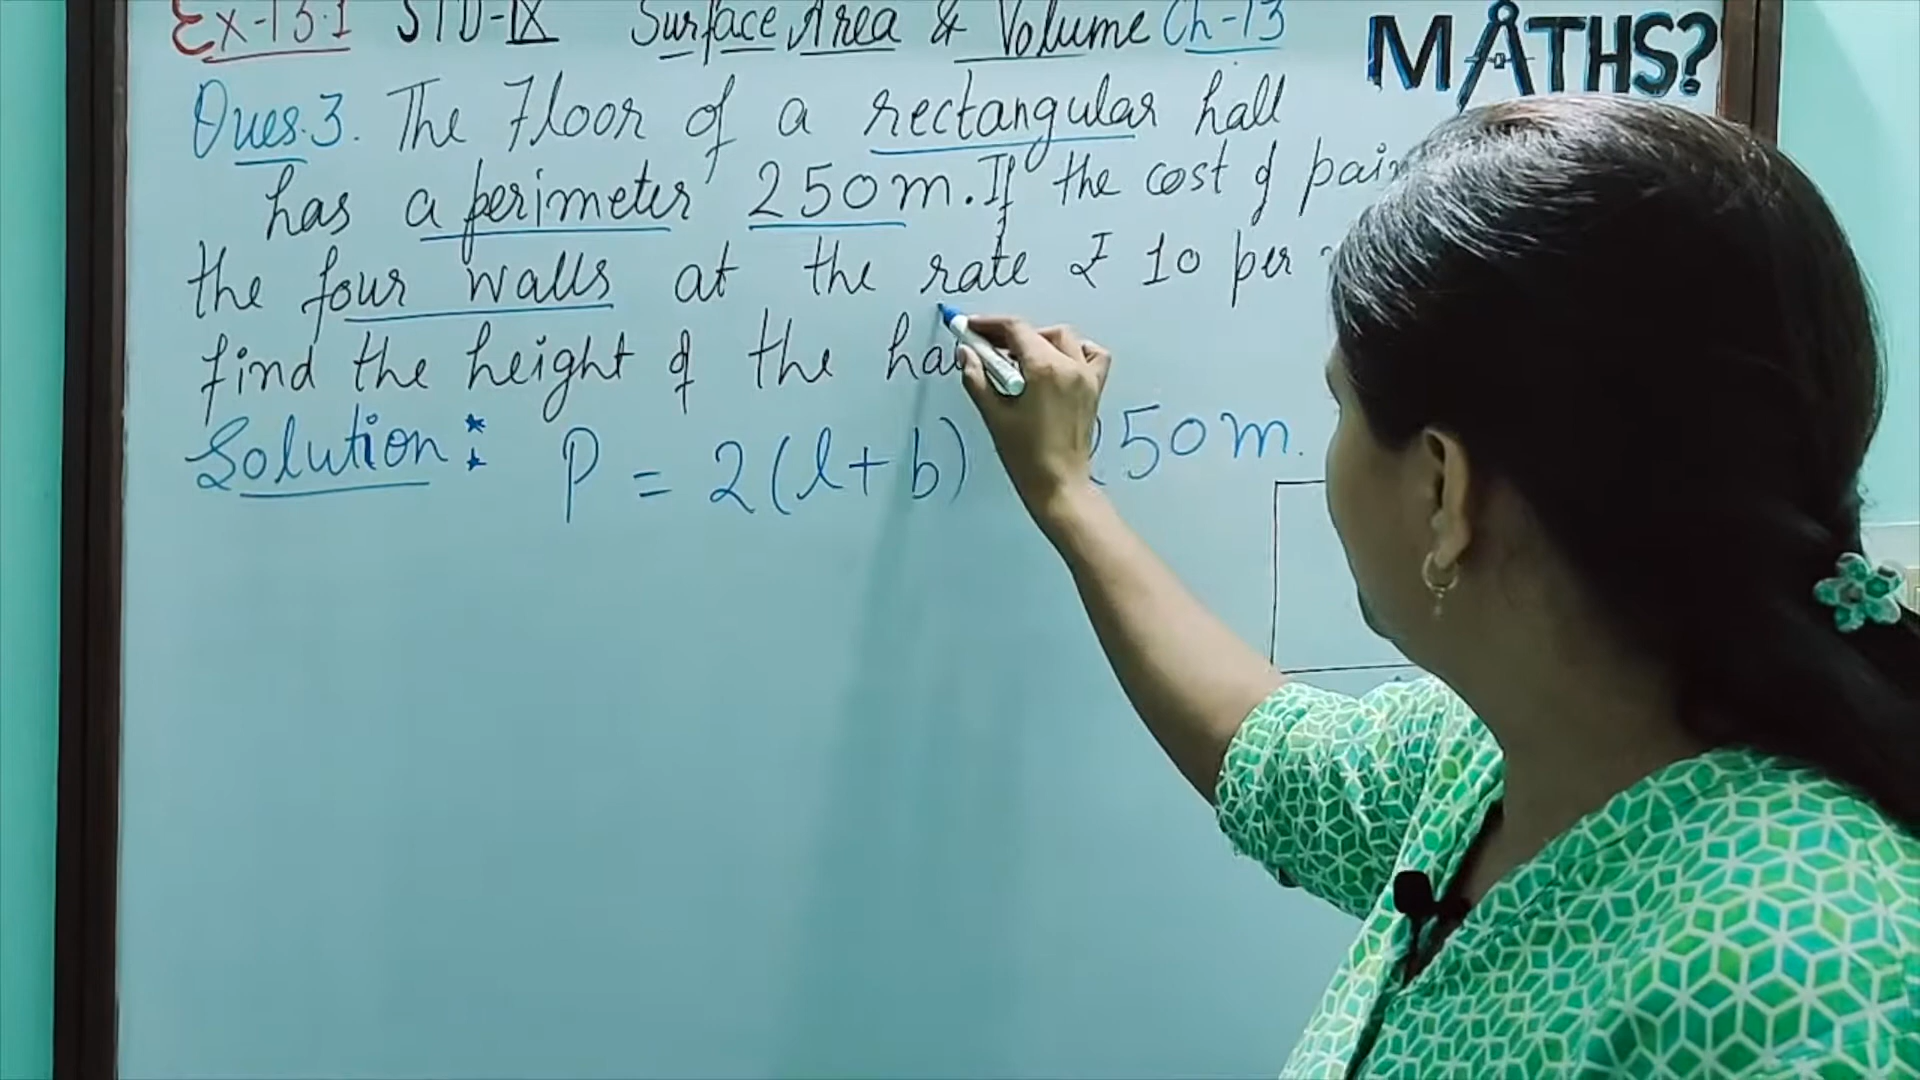 Ex-13.1 STD-IX Surface Area & Volume Ch-13
MATHS?
Ques.3. The Floor of a rectangular hall
has a perimeter 250m. If the cost of
the four walls at the rate ₹ 10 per
find the height of the
Solution: P = 2(l+b) 250m.